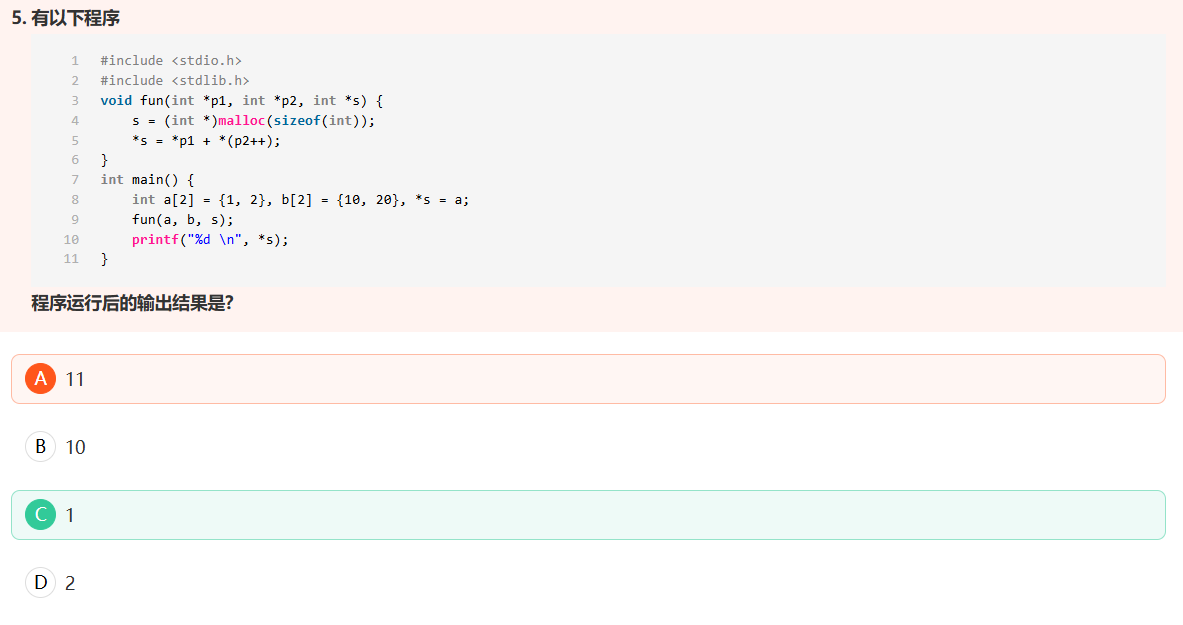 5. 有以下程序
1 #include <stdio.h>
2 #include <stdlib.h>
3 void fun(int *p1, int *p2, int *s) {
4     s = (int *)malloc(sizeof(int));
5     *s = *p1 + *(p2++);
6 }
7 int main() {
8     int a[2] = {1, 2}, b[2] = {10, 20}, *s = a;
9     fun(a, b, s);
10     printf("%d \n", *s);
11 }
程序运行后的输出结果是?
A 11
B 10
C 1
D 2